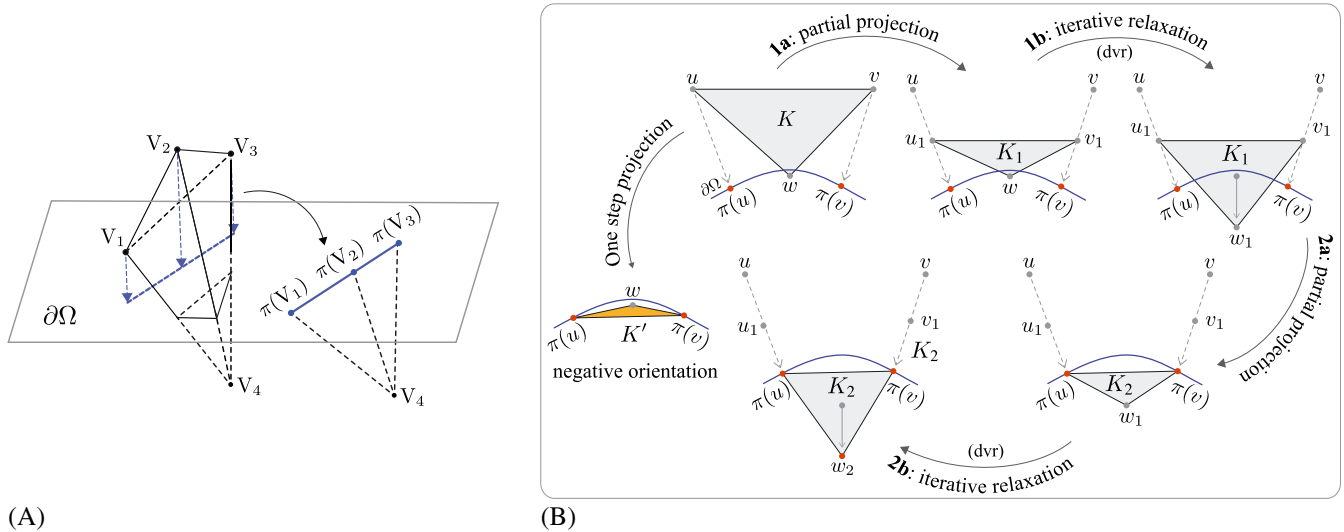 V₂
V₃
V₁
∂Ω
V₄
π(V₁)
π(V₂)
π(V₃)
V₄
(A)
1a: partial projection
1b: iterative relaxation
(dvr)
u
v
K
w
∂Ω
π(u)
π(v)
u
v
u₁
v₁
K₁
w
π(u)
π(v)
u
v
u₁
v₁
K₁
π(u)
π(v)
w₁
One step projection
2a: partial projection
w
π(u)
K′
π(v)
negative orientation
u
v
u₁
v₁
K₂
K₂
π(u)
π(v)
w₂
u
v
u₁
v₁
K₂
π(u)
π(v)
w₁
(dvr)
2b: iterative relaxation
(B)